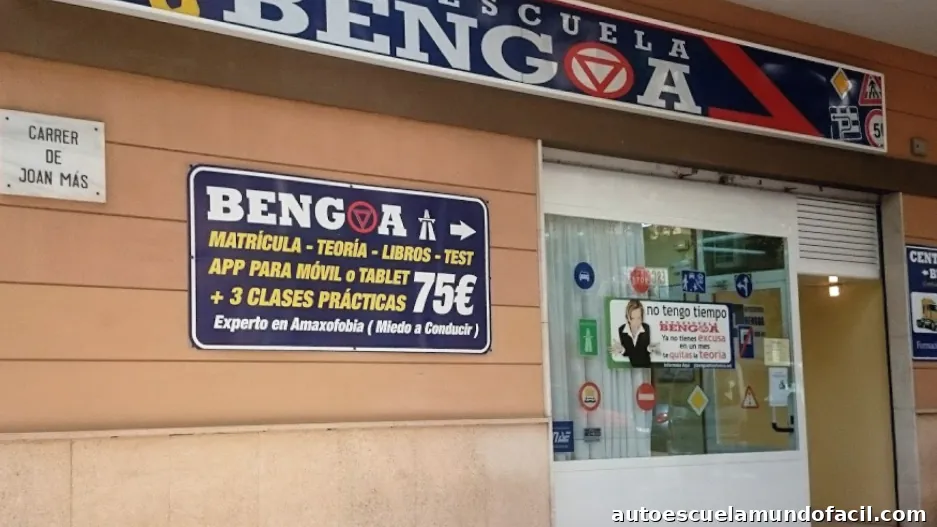 ESCUELA
BENGOA
CARRER
DE
JOAN MÁS
BENGOA
MATRÍCULA - TEORÍA - LIBROS - TEST
APP PARA MÓVIL o TABLET
+ 3 CLASES PRÁCTICAS
75€
Experto en Amaxofobia ( Miedo a Conducir )
no tengo tiempo
BENGOA
Ya no tienes excusa
en un mes
te quitas la teoría
autoescuelamundofacil.com